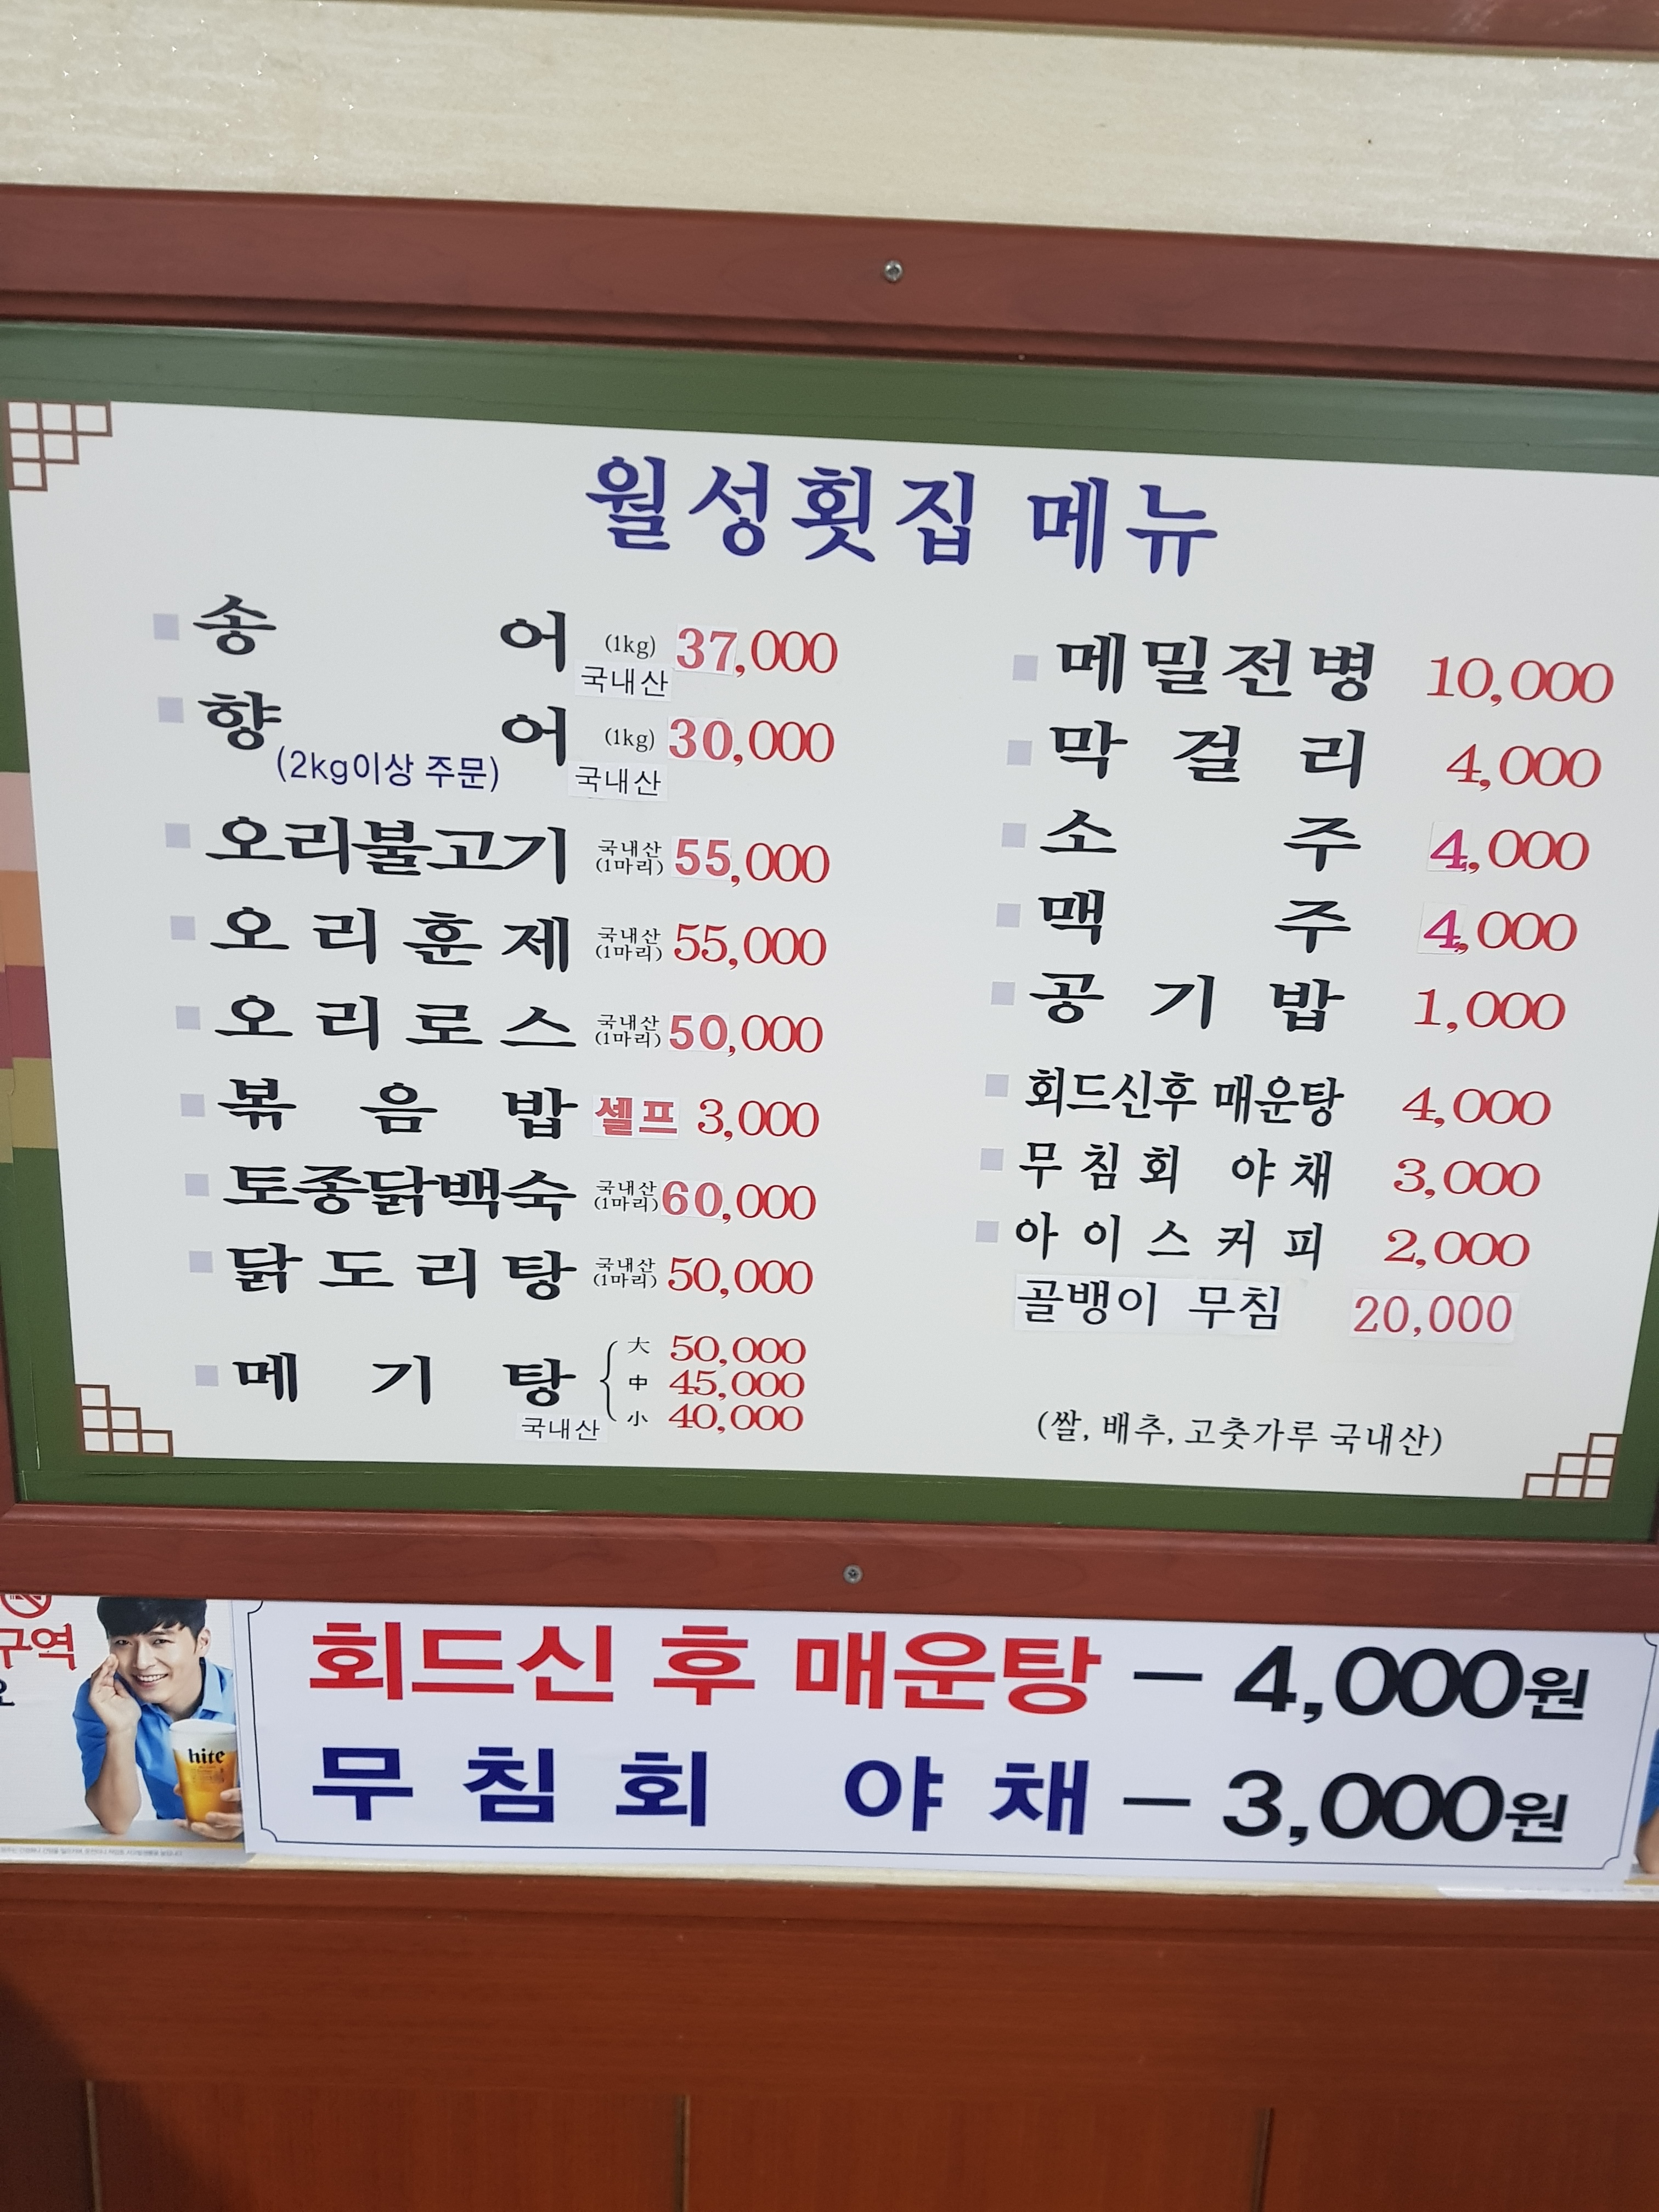 월성횟집 메뉴
송어 (1kg) 37,000
국내산
향어 (1kg) 30,000
(2kg이상 주문) 국내산
오리불고기 국내산 (1마리) 55,000
오리훈제 국내산 (1마리) 55,000
오리로스 국내산 (1마리) 50,000
볶음밥 셀프 3,000
토종닭백숙 국내산 (1마리) 60,000
닭도리탕 국내산 (1마리) 50,000
메기탕 大 50,000
中 45,000
小 40,000
국내산
메밀전병 10,000
막걸리 4,000
소주 4,000
맥주 4,000
공기밥 1,000
회드신후 매운탕 4,000
무침회 야채 3,000
아이스커피 2,000
골뱅이 무침 20,000
(쌀, 배추, 고춧가루 국내산)
구역
hite
회드신 후 매운탕 – 4,000원
무침회 야채 – 3,000원